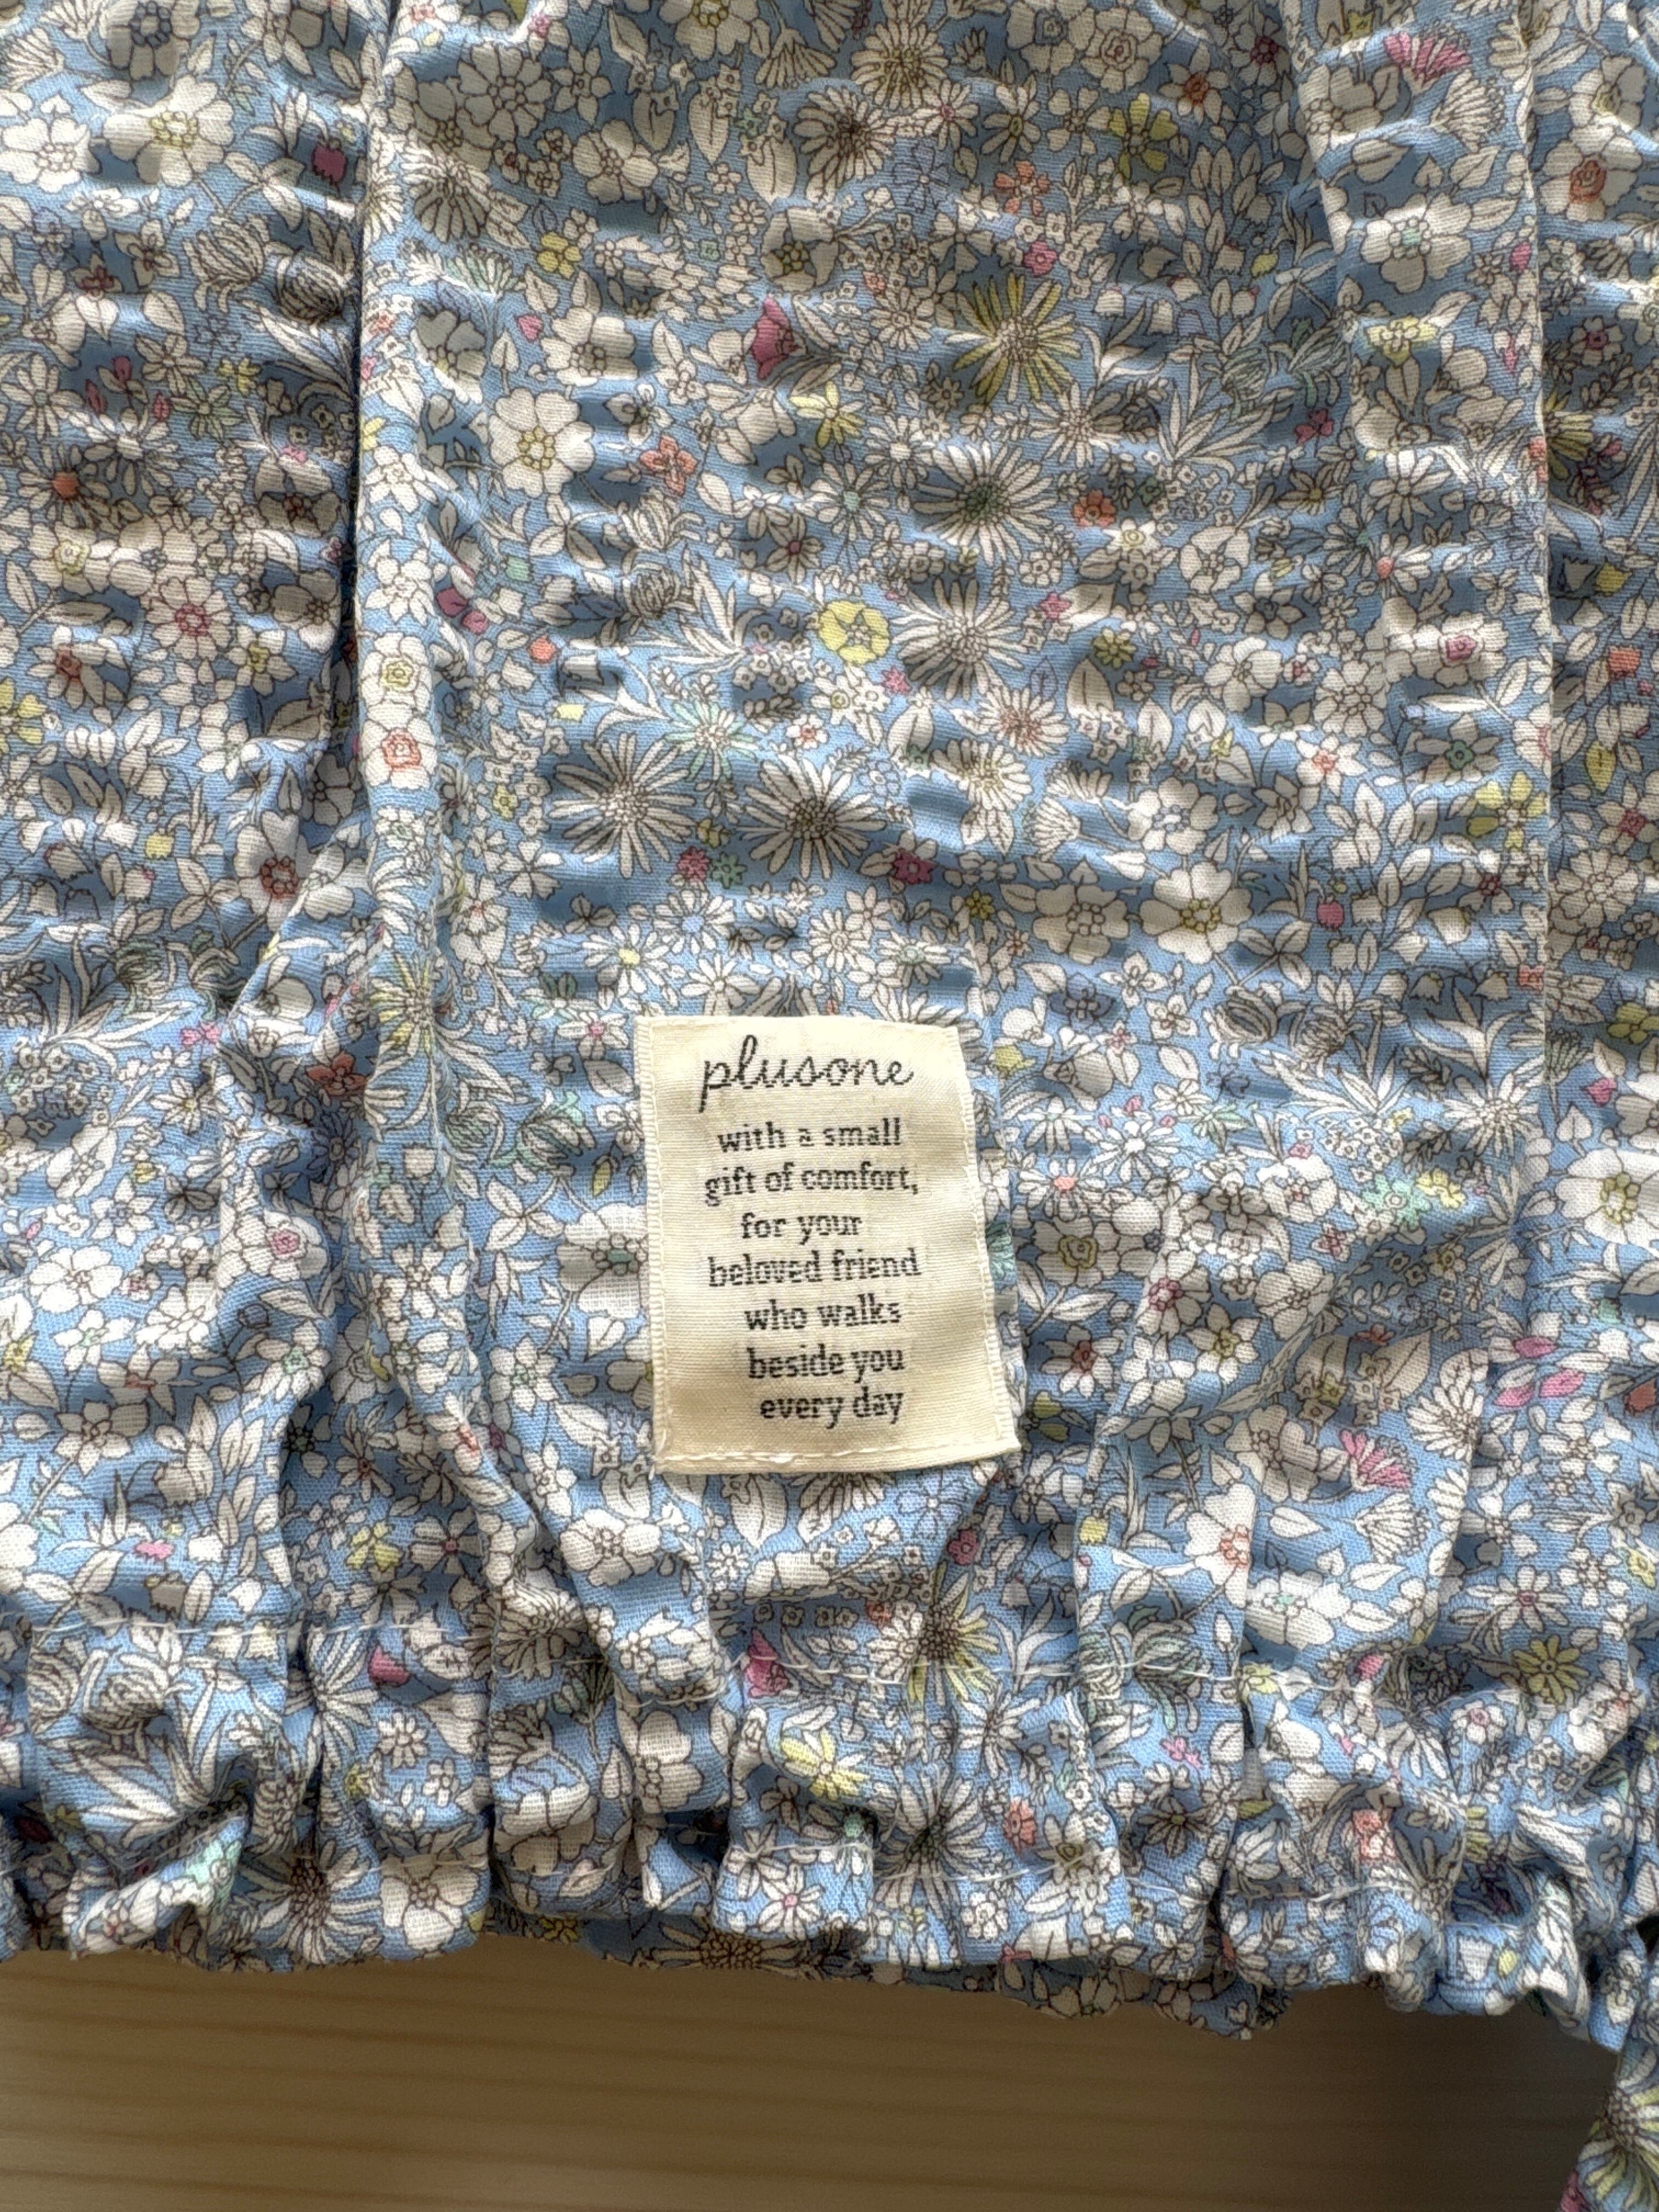 plusone
with a small
gift of comfort,
for your
beloved friend
who walks
beside you
every day